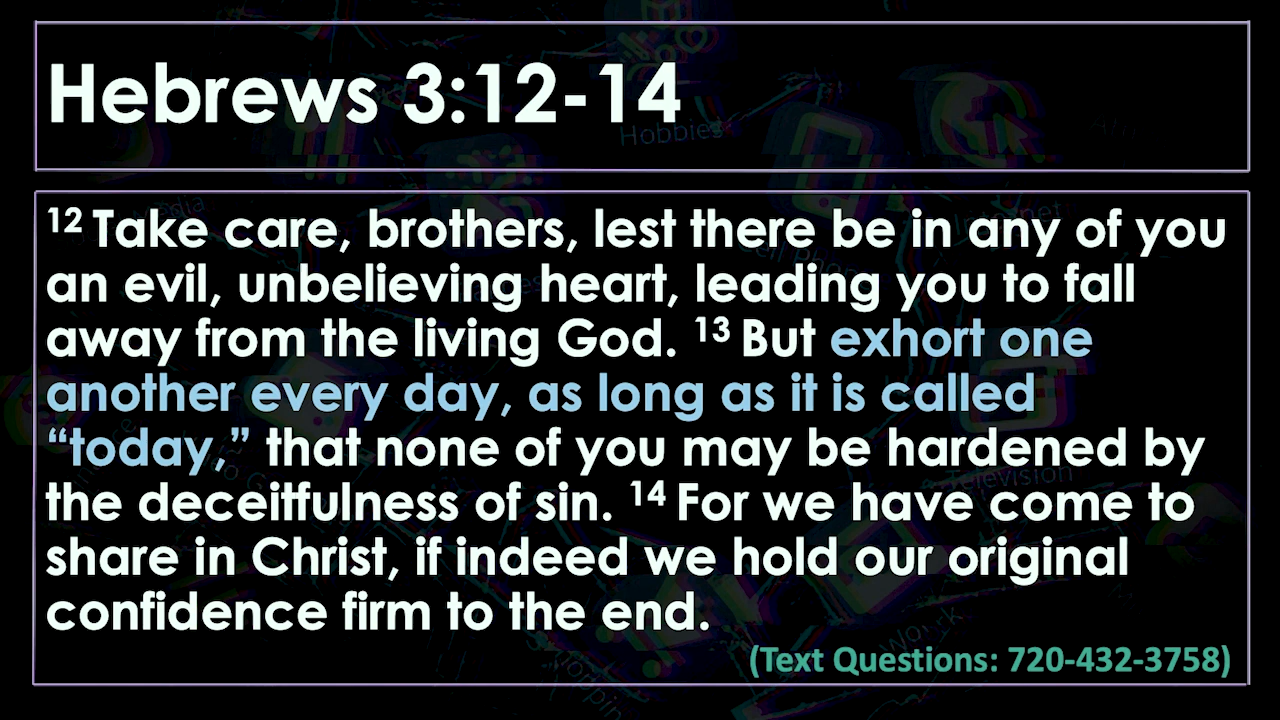 Hebrews 3:12-14
Hobbies
12 Take care, brothers, lest there be in any of you
an evil, unbelieving heart, leading you to fall
away from the living God. 13 But exhort one
another every day, as long as it is called
“today,” that none of you may be hardened by
the deceitfulness of sin. 14 For we have come to
share in Christ, if indeed we hold our original
confidence firm to the end.
(Text Questions: 720-432-3758)
Internet
Television
Work